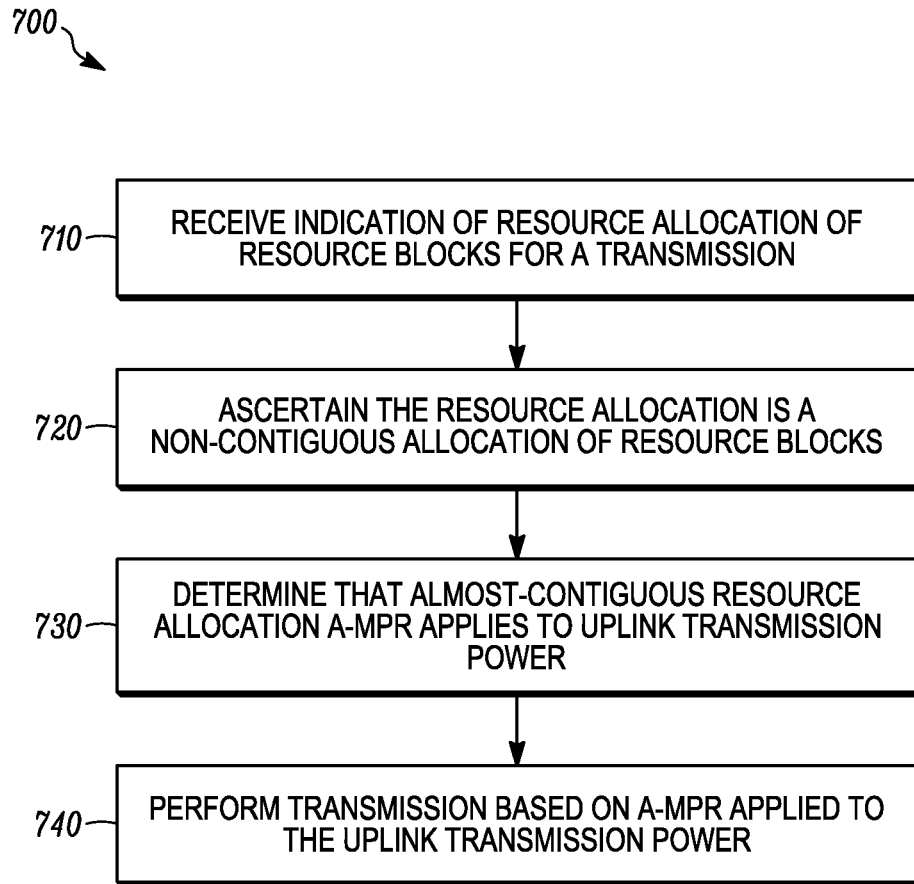 700
710
RECEIVE INDICATION OF RESOURCE ALLOCATION OF
RESOURCE BLOCKS FOR A TRANSMISSION
720
ASCERTAIN THE RESOURCE ALLOCATION IS A
NON-CONTIGUOUS ALLOCATION OF RESOURCE BLOCKS
730
DETERMINE THAT ALMOST-CONTIGUOUS RESOURCE
ALLOCATION A-MPR APPLIES TO UPLINK TRANSMISSION
POWER
740
PERFORM TRANSMISSION BASED ON A-MPR APPLIED TO
THE UPLINK TRANSMISSION POWER